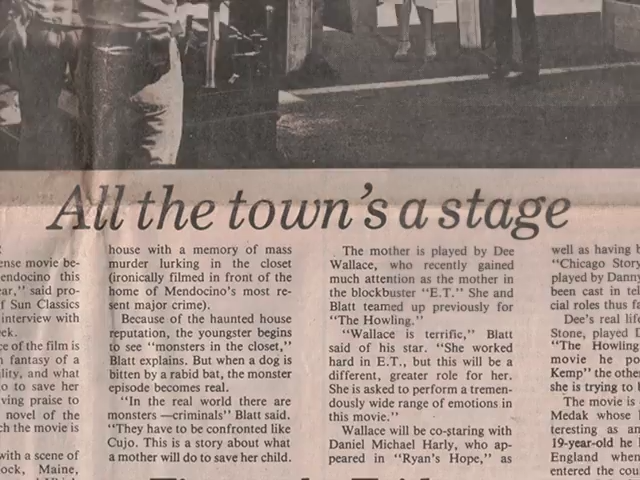 All the town's a stage
ense movie be-
endocino this
ar," said pro-
f Sun Classics
interview with
ek.
ce of the film is
n fantasy of a
lity, and what
o to save her
ving praise to
novel of the
ch the movie is
with a scene of
ock, Maine,
house with a memory of mass
murder lurking in the closet
(ironically filmed in front of the
home of Mendocino's most re-
sent major crime).
Because of the haunted house
reputation, the youngster begins
to see "monsters in the closet,"
Blatt explains. But when a dog is
bitten by a rabid bat, the monster
episode becomes real.
"In the real world there are
monsters —criminals" Blatt said.
"They have to be confronted like
Cujo. This is a story about what
a mother will do to save her child.
The mother is played by Dee
Wallace, who recently gained
much attention as the mother in
the blockbuster "E.T." She and
Blatt teamed up previously for
"The Howling."
"Wallace is terrific," Blatt
said of his star. "She worked
hard in E.T., but this will be a
different, greater role for her.
She is asked to perform a tremen-
dously wide range of emotions in
this movie."
Wallace will be co-staring with
Daniel Michael Harly, who ap-
peared in "Ryan's Hope," as
well as having b
"Chicago Story
played by Danny
been cast in tel
cial roles thus f
Dee's real life
Stone, played D
"The Howling
movie he po
Kemp" the other
she is trying to l
The movie is
Medak whose
teresting as an
19-year-old he
England when
entered the cou